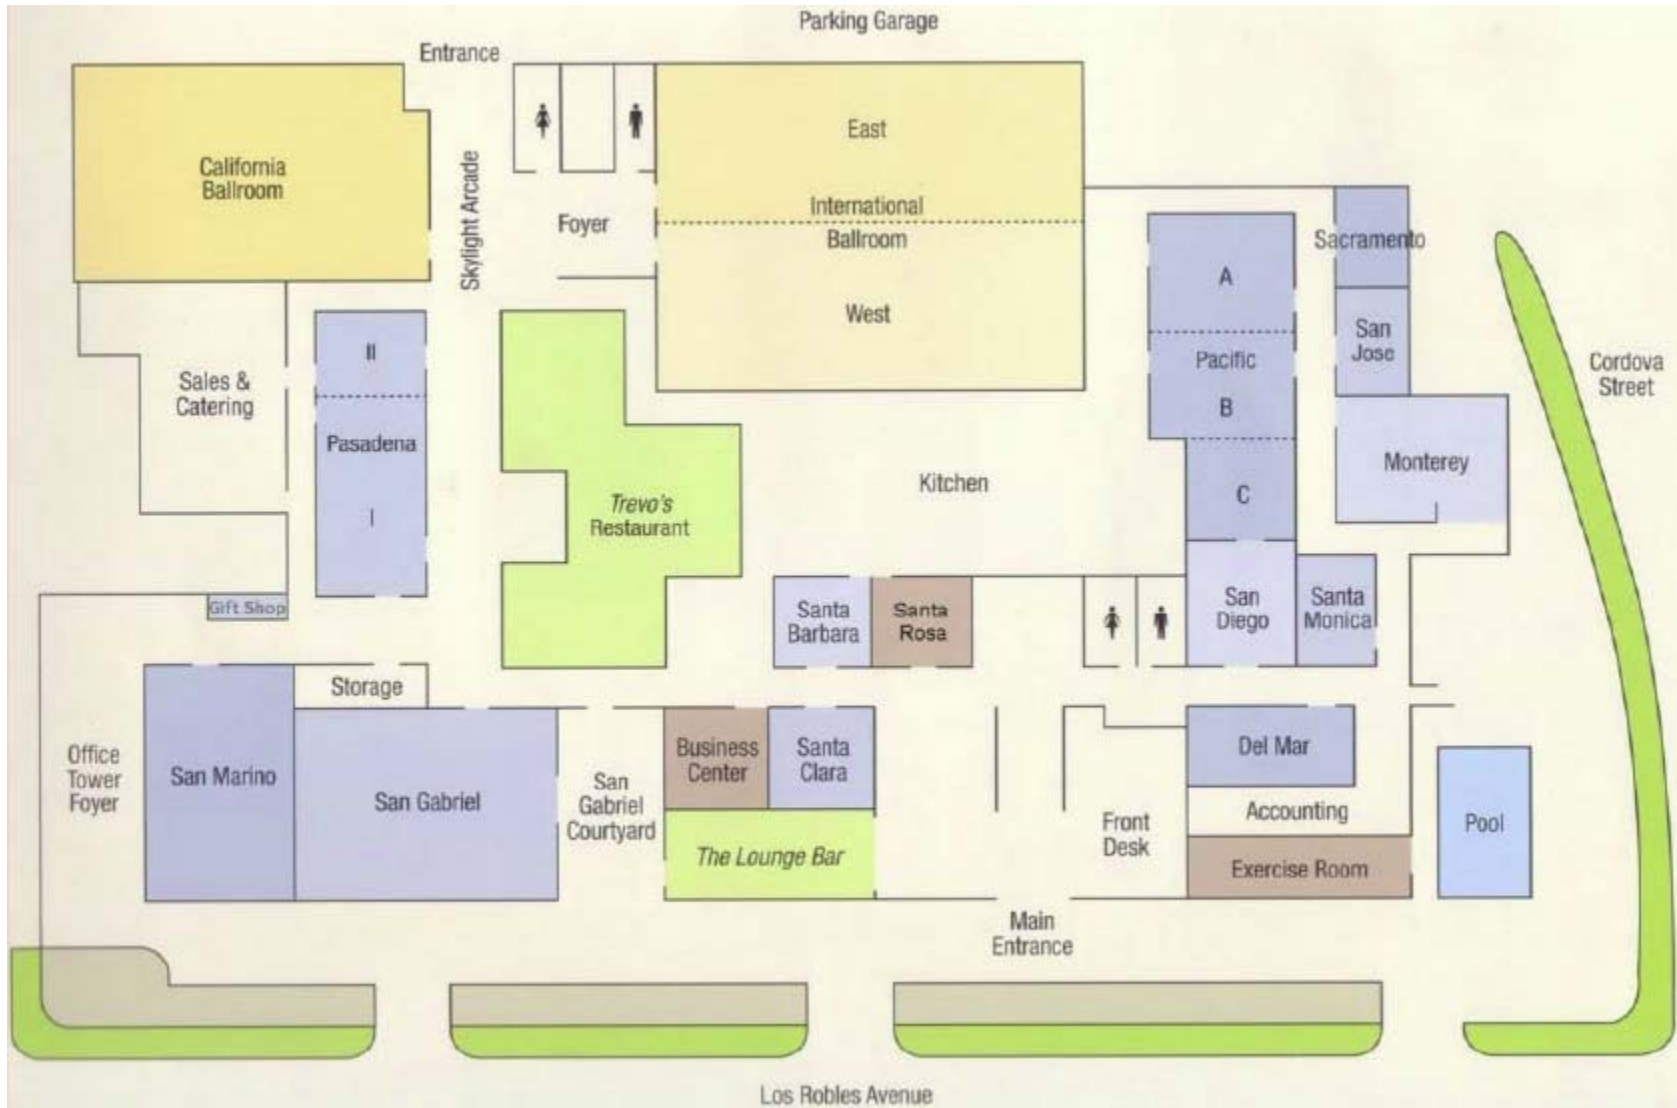 Parking Garage
Entrance
California
Ballroom
Skylight Arcade
Foyer
East
International
Ballroom
West
A
Pacific
B
C
Sacramento
San
Jose
Monterey
Cordova
Street
Sales &
Catering
II
Pasadena
I
Trevo's
Restaurant
Kitchen
Gift Shop
Santa
Barbara
Santa
Rosa
San
Diego
Santa
Monica
Storage
Office
Tower
Foyer
San Marino
San Gabriel
San
Gabriel
Courtyard
Business
Center
Santa
Clara
The Lounge Bar
Front
Desk
Del Mar
Accounting
Exercise Room
Pool
Main
Entrance
Los Robles Avenue